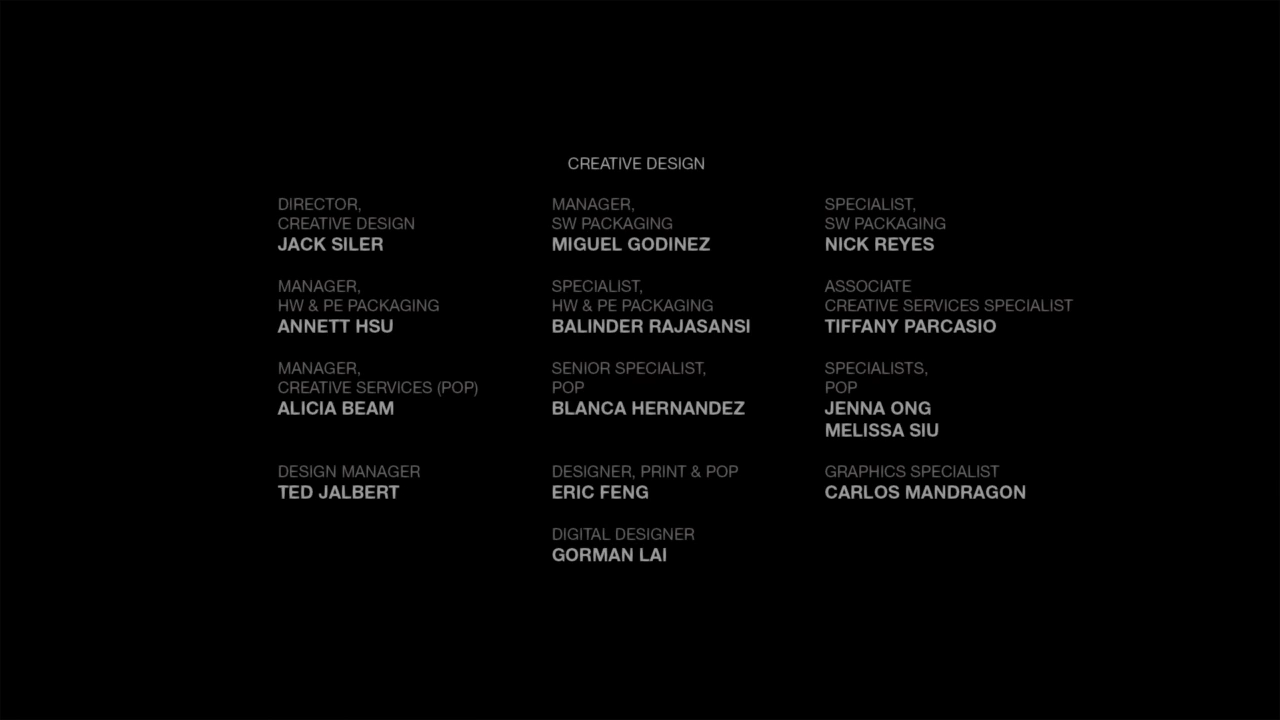 CREATIVE DESIGN
DIRECTOR,
CREATIVE DESIGN
JACK SILER
MANAGER,
SW PACKAGING
MIGUEL GODINEZ
SPECIALIST,
SW PACKAGING
NICK REYES
MANAGER,
HW & PE PACKAGING
ANNETT HSU
SPECIALIST,
HW & PE PACKAGING
BALINDER RAJASANSI
ASSOCIATE
CREATIVE SERVICES SPECIALIST
TIFFANY PARCASIO
MANAGER,
CREATIVE SERVICES (POP)
ALICIA BEAM
SENIOR SPECIALIST,
POP
BLANCA HERNANDEZ
SPECIALISTS,
POP
JENNA ONG
MELISSA SIU
DESIGN MANAGER
TED JALBERT
DESIGNER, PRINT & POP
ERIC FENG
GRAPHICS SPECIALIST
CARLOS MANDRAGON
DIGITAL DESIGNER
GORMAN LAI